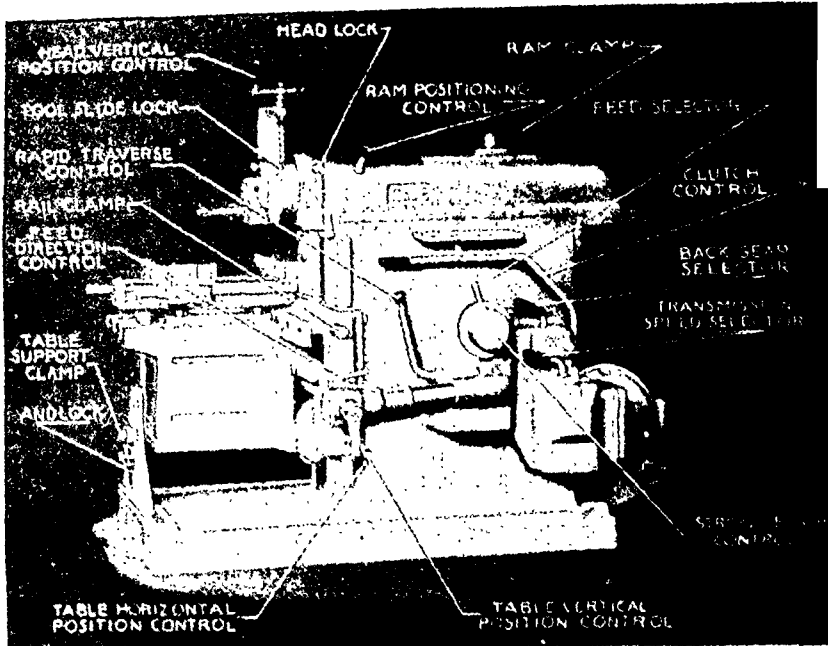 HEAD LOCK
RAM CLAMP
HEAD VERTICAL
POSITION CONTROL
RAM POSITIONING
CONTROL
TOOL SLIDE LOCK
FEED SELECTOR
RAPID TRAVERSE
CONTROL
CLUTCH
CONTROL
RAIL CLAMP
FEED
DIRECTION
CONTROL
BACK GEAR
SELECTOR
TRANSMISSION
SPEED SELECTOR
TABLE
SUPPORT
CLAMP
AND LOCK
CONTROL
TABLE HORIZONTAL
POSITION CONTROL
TABLE VERTICAL
POSITION CONTROL